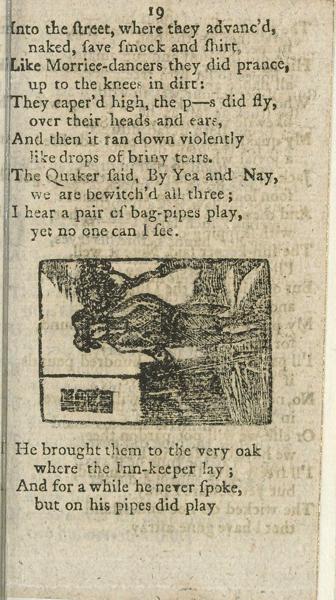 19
Into the ſtreet, where they advanc'd,
naked, ſave ſmock and ſhirt,
Like Morriee-dancers they did prance,
up to the knees in dirt:
They caper'd high, the p—s did fly,
over their heads and ears,
And then it ran down violently
like drops of briny tears.
The Quaker ſaid, By Yea and Nay,
we are bewitch'd all three;
I hear a pair of bag-pipes play,
yet no one can I ſee.
He brought them to the very oak
where the Inn-keeper lay;
And for a while he never ſpoke,
but on his pipes did play